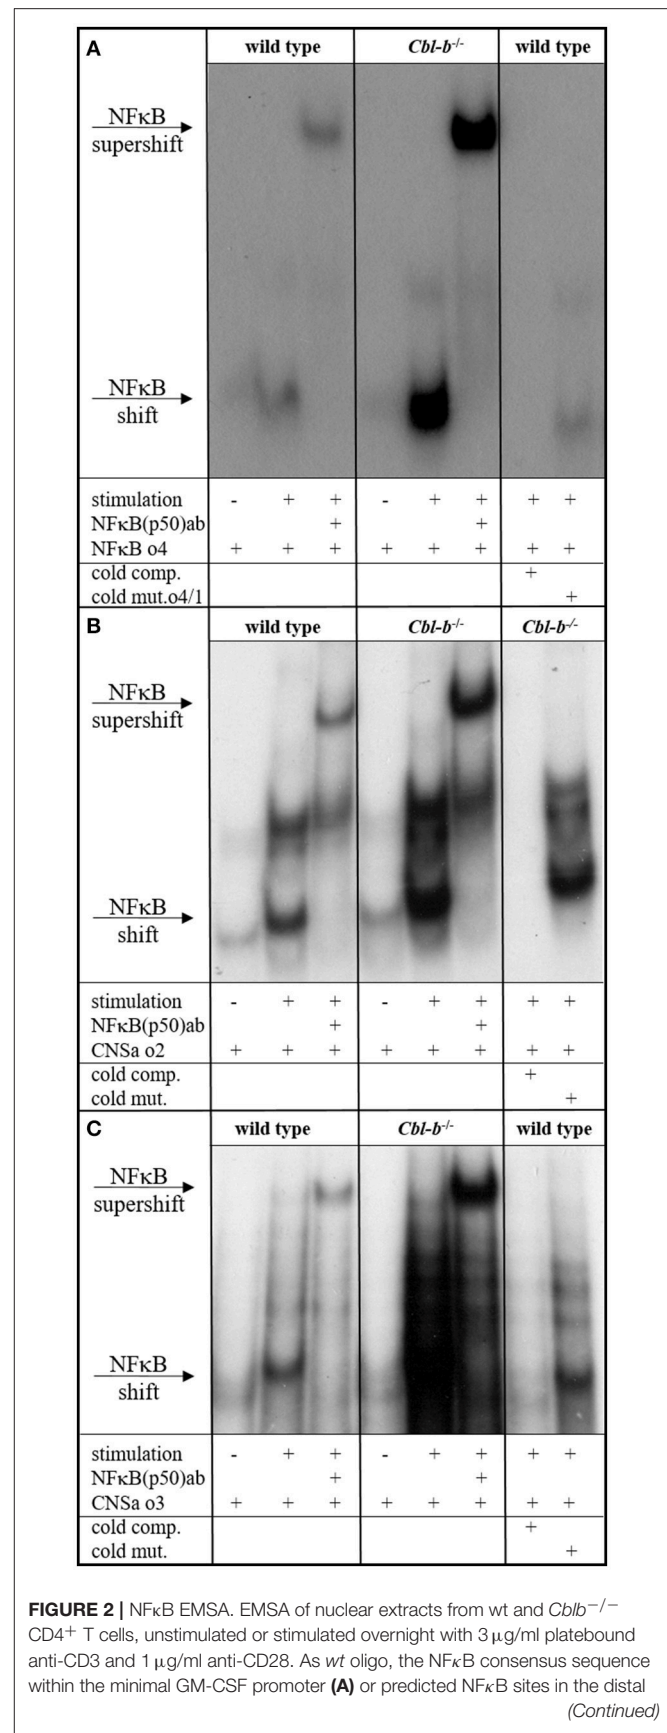 A wild type Cbl-b-/- wild type
NFκB
supershift
NFκB
shift
stimulation - + + - + + + +
NFκB(p50)ab + +
NFκB o4 + + + + + + + +
cold comp. +
cold mut.o4/1 +
B wild type Cbl-b-/- Cbl-b-/-
NFκB
supershift
NFκB
shift
stimulation - + + - + + + +
NFκB(p50)ab + +
CNSa o2 + + + + + + + +
cold comp. +
cold mut. +
C wild type Cbl-b-/- wild type
NFκB
supershift
NFκB
shift
stimulation - + + - + + + +
NFκB(p50)ab + +
CNSa o3 + + + + + + + +
cold comp. +
cold mut. +
FIGURE 2 | NFκB EMSA. EMSA of nuclear extracts from wt and Cblb−/−
CD4+ T cells, unstimulated or stimulated overnight with 3 μg/ml platebound
anti-CD3 and 1 μg/ml anti-CD28. As wt oligo, the NFκB consensus sequence
within the minimal GM-CSF promoter (A) or predicted NFκB sites in the distal
(Continued)